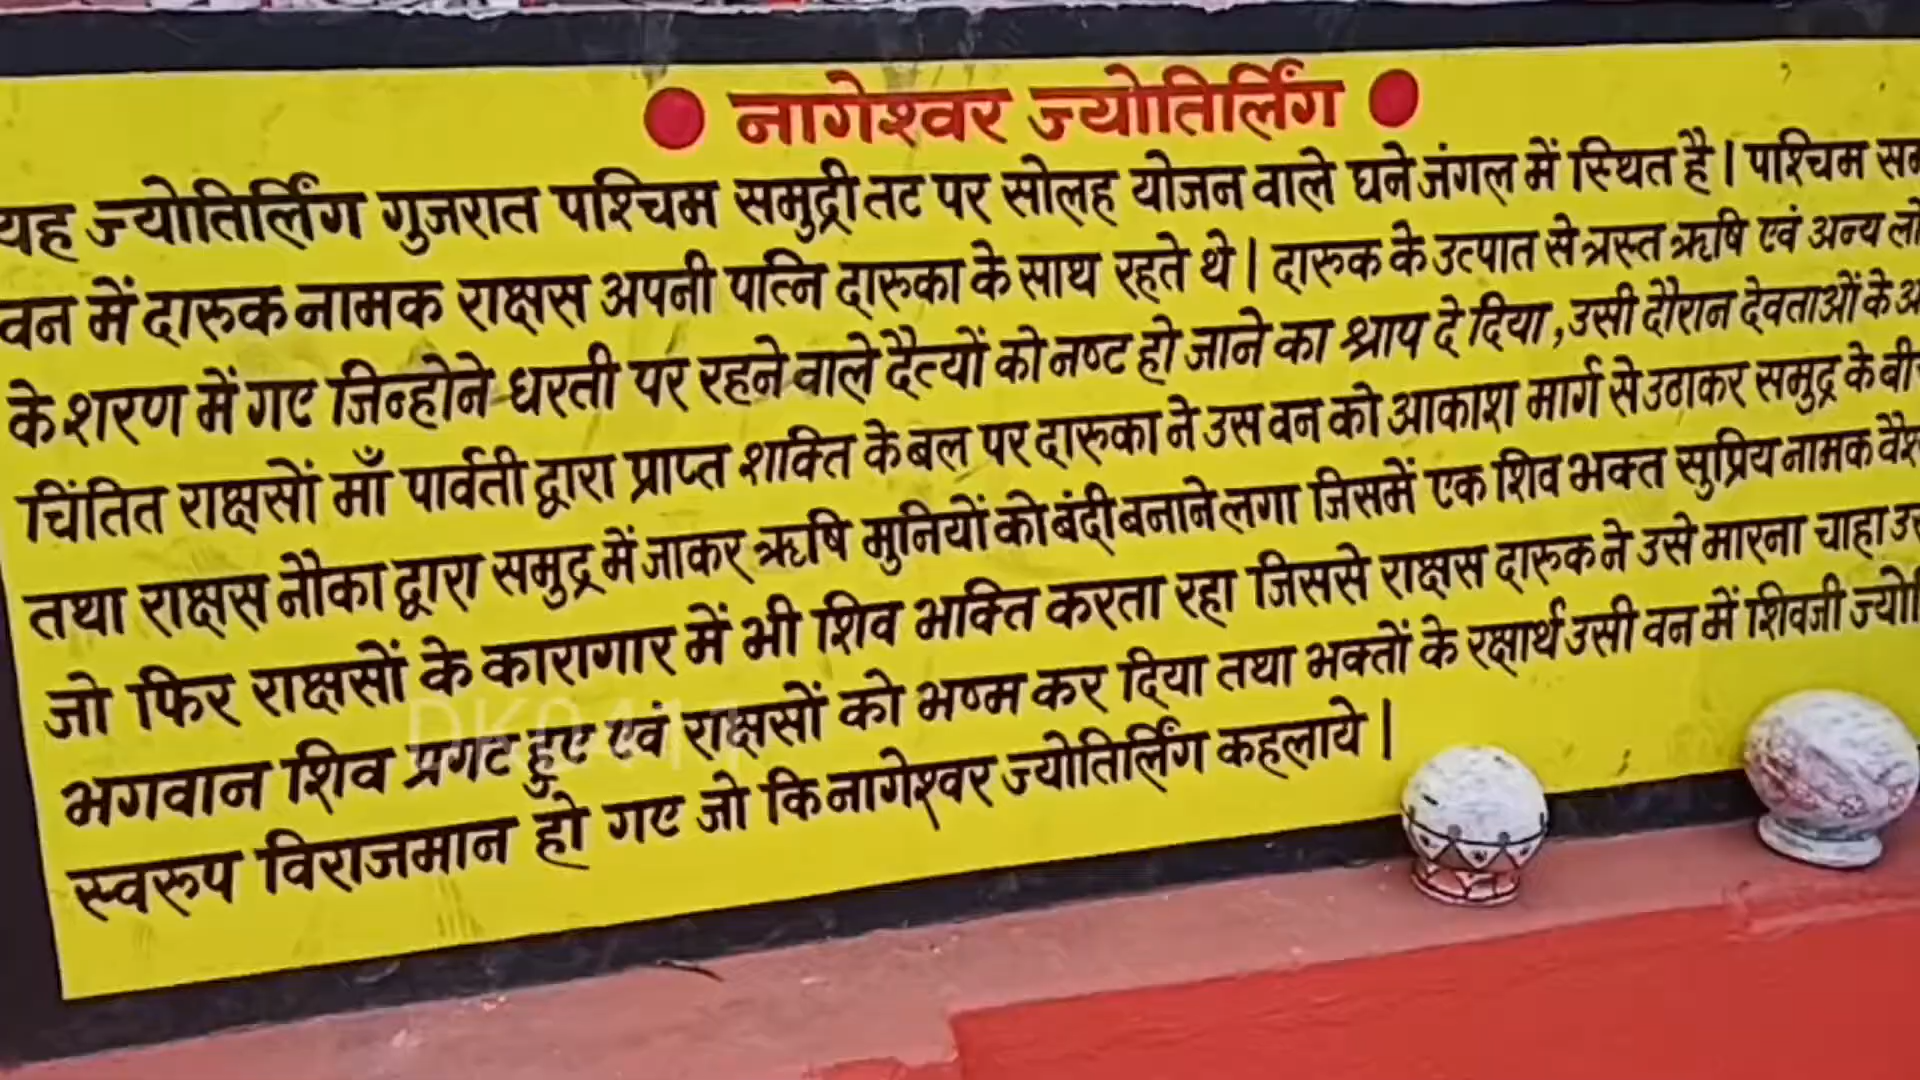 नागेश्वर ज्योतिर्लिंग
यह ज्योतिर्लिंग गुजरात पश्चिम समुद्री तट पर सोलह योजन वाले घने जंगल में स्थित है । पश्चिम
वन में दारुक नामक राक्षस अपनी पत्नि दारुका के साथ रहते थे । दारुक के उत्पात से त्रस्त ऋषि एवं अन्य
के शरण में गए जिन्होने धरती पर रहने वाले दैत्यों को नष्ट हो जाने का श्राप दे दिया , उसी दौरान देवताओं के
चिंतित राक्षसों माँ पार्वती द्वारा प्राप्त शक्ति के बल पर दारुका ने उस वन को आकाश मार्ग से उठाकर समुद्र के
तथा राक्षस नौका द्वारा समुद्र में जाकर ऋषि मुनियों को बंदी बनाने लगा जिसमें एक शिव भक्त सुप्रिय नामक
जो फिर राक्षसों के कारागार में भी शिव भक्ति करता रहा जिससे राक्षस दारुक ने उसे मारना चाहा
भगवान शिव प्रगट हुए एवं राक्षसों को भष्म कर दिया तथा भक्तों के रक्षार्थ उसी वन में शिवजी
स्वरुप विराजमान हो गए जो कि नागेश्वर ज्योतिर्लिंग कहलाये ।